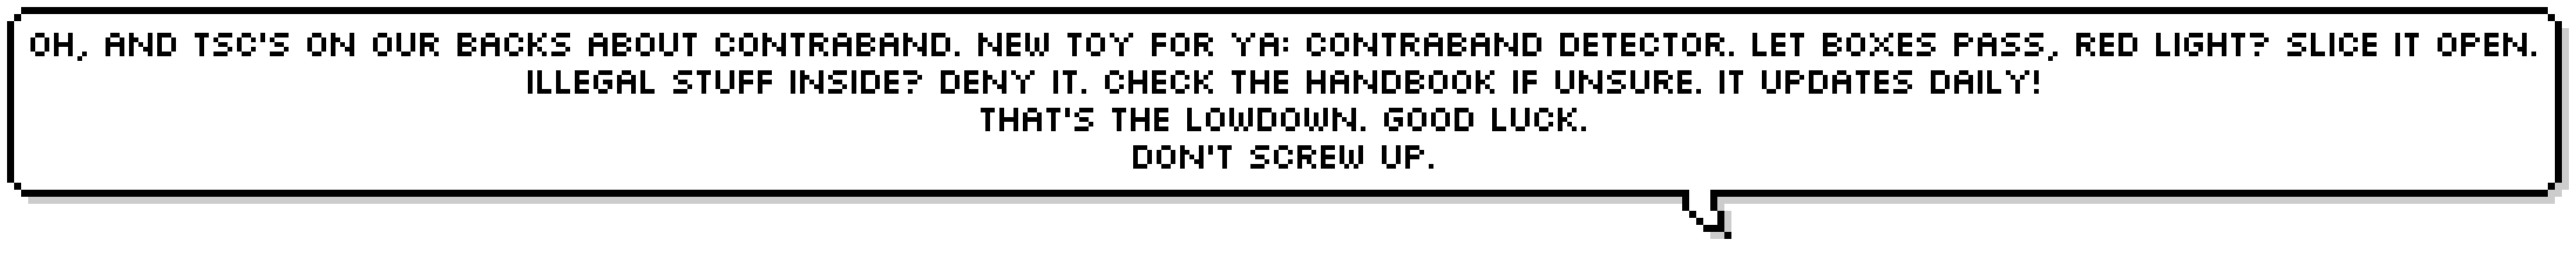 OH, AND TSC'S ON OUR BACKS ABOUT CONTRABAND. NEW TOY FOR YA: CONTRABAND DETECTOR. LET BOXES PASS, RED LIGHT? SLICE IT OPEN.
ILLEGAL STUFF INSIDE? DENY IT. CHECK THE HANDBOOK IF UNSURE. IT UPDATES DAILY!
THAT'S THE LOWDOWN. GOOD LUCK.
DON'T SCREW UP.